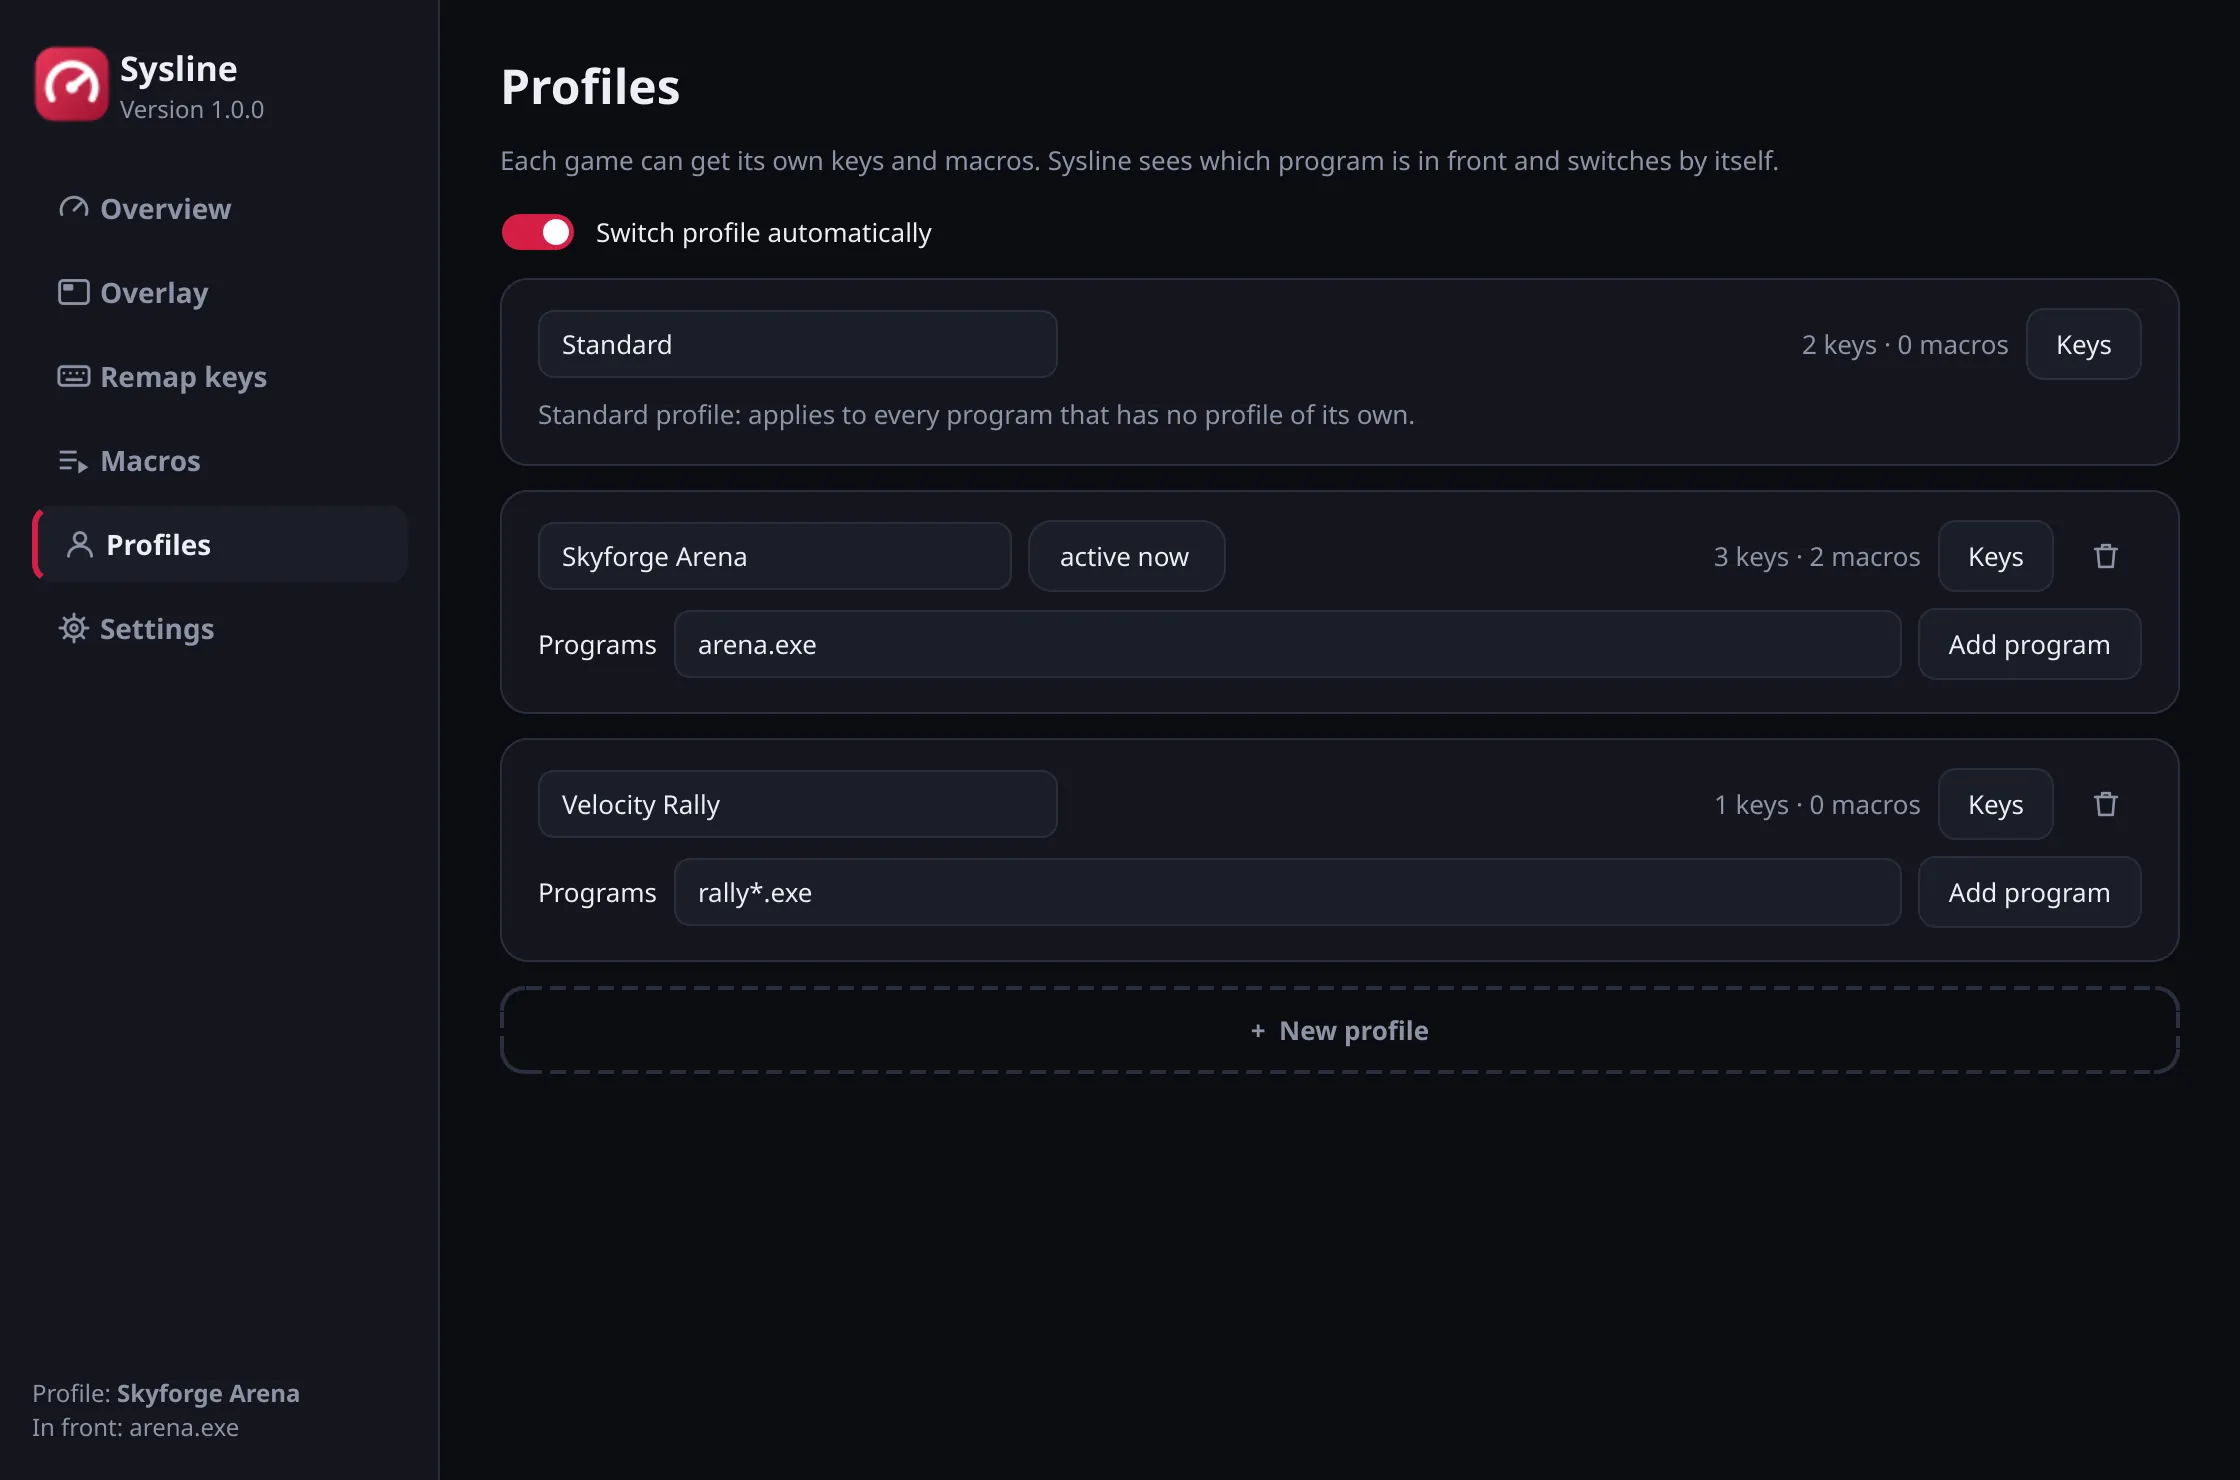 Sysline
Version 1.0.0
Overview
Overlay
Remap keys
Macros
Profiles
Settings
Profile: Skyforge Arena
In front: arena.exe
Profiles
Each game can get its own keys and macros. Sysline sees which program is in front and switches by itself.
Switch profile automatically
Standard
2 keys · 0 macros
Keys
Standard profile: applies to every program that has no profile of its own.
Skyforge Arena
active now
3 keys · 2 macros
Keys
Programs
arena.exe
Add program
Velocity Rally
1 keys · 0 macros
Keys
Programs
rally*.exe
Add program
+ New profile